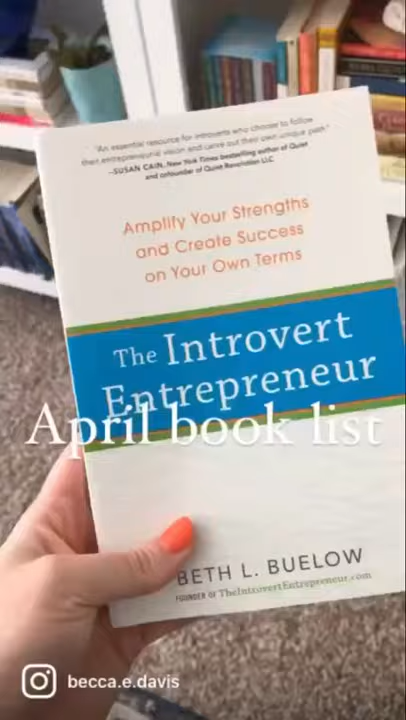 "An essential resource for introverts who choose to follow
their entrepreneurial vision and carve out their own unique path."
—SUSAN CAIN, New York Times bestselling author of Quiet
and cofounder of Quiet Revolution LLC
Amplify Your Strengths
and Create Success
on Your Own Terms
The Introvert
Entrepreneur
April book list
BETH L. BUELOW
FOUNDER OF TheIntrovertEntrepreneur.com
becca.e.davis